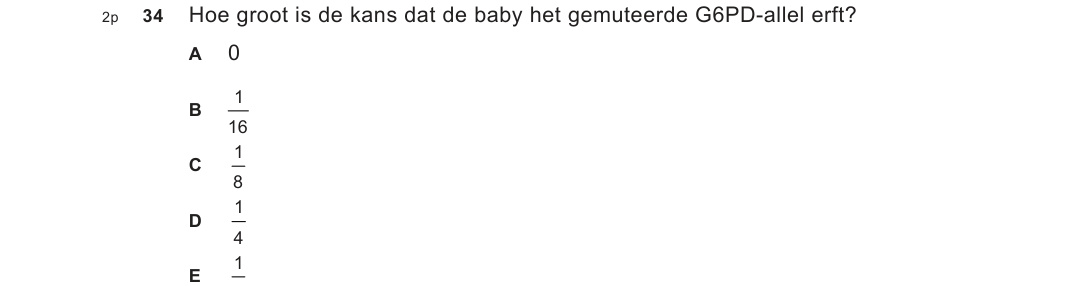 2p 34 Hoe groot is de kans dat de baby het gemuteerde G6PD-allel erft?
A 0
B 1/16
C 1/8
D 1/4
E 1